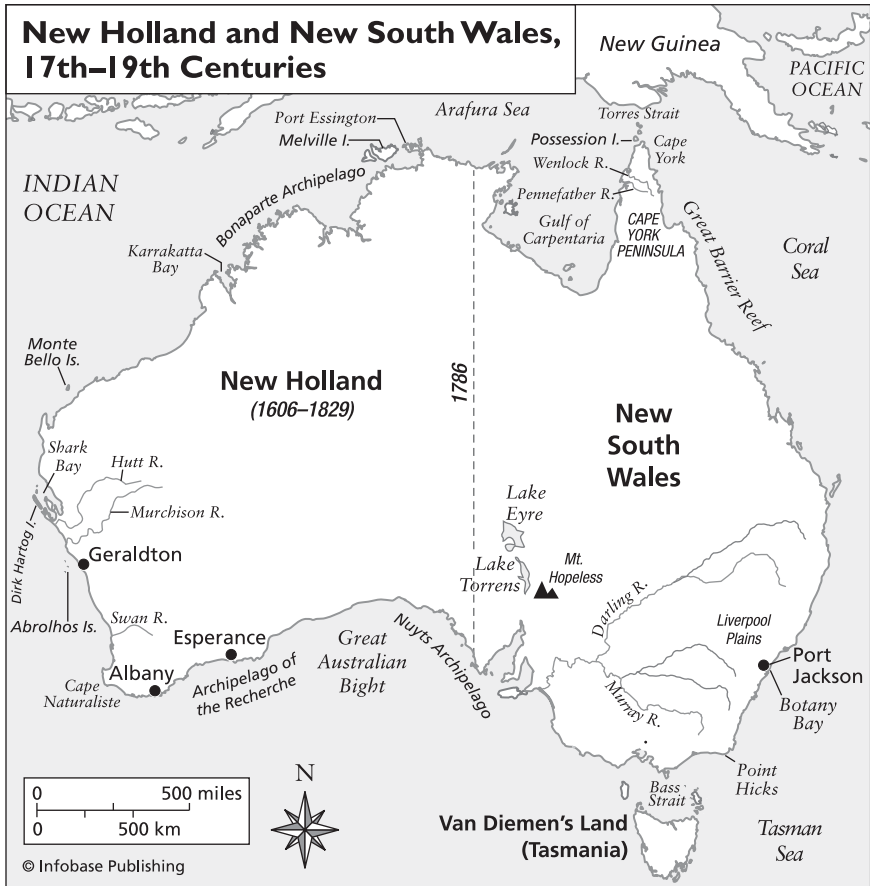 New Holland and New South Wales,
17th–19th Centuries
New Guinea
PACIFIC
OCEAN
Arafura Sea
Torres Strait
Port Essington
Melville I.
Possession I.
Cape
York
Wenlock R.
Pennefather R.
INDIAN
OCEAN
Bonaparte Archipelago
Gulf of
Carpentaria
CAPE
YORK
PENINSULA
Great Barrier Reef
Coral
Sea
Karrakatta
Bay
Monte
Bello Is.
New Holland
(1606–1829)
1786
New
South
Wales
Shark
Bay
Hutt R.
Murchison R.
Dirk Hartog I.
Geraldton
Abrolhos Is.
Swan R.
Lake
Eyre
Lake
Torrens
Mt.
Hopeless
Darling R.
Liverpool
Plains
Esperance
Albany
Cape
Naturaliste
Archipelago of
the Recherche
Great
Australian
Bight
Nuyts Archipelago
Murray R.
Port
Jackson
Botany
Bay
Point
Hicks
Bass
Strait
Van Diemen's Land
(Tasmania)
Tasman
Sea
0 500 miles
0 500 km
N
© Infobase Publishing